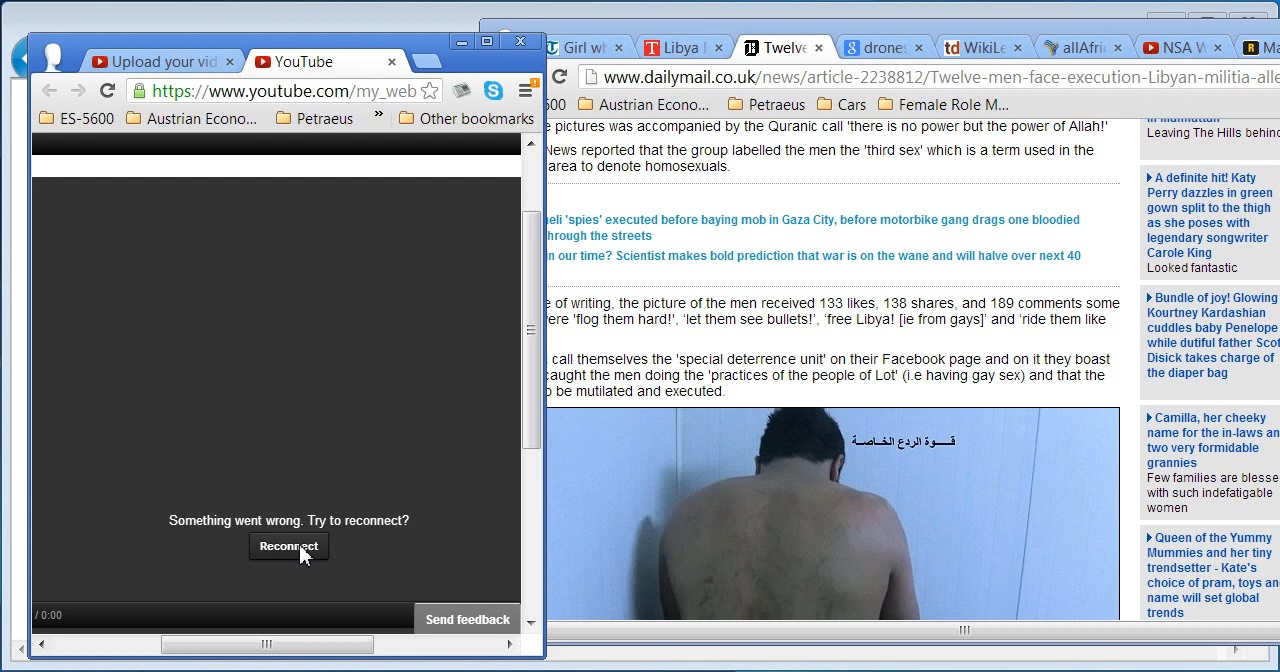 Upload your vid
YouTube
https://www.youtube.com/my_web
ES-5600
Austrian Econo...
Petraeus
»
Other bookmarks
Something went wrong. Try to reconnect?
Reconnect
/ 0:00
Send feedback
Girl wh
Libya F
Twelve
drones
WikiLe
allAfric
NSA W
Ma
www.dailymail.co.uk/news/article-2238812/Twelve-men-face-execution-Libyan-militia-alle
Austrian Econo...
Petraeus
Cars
Female Role M...
pictures was accompanied by the Quranic call 'there is no power but the power of Allah!'
News reported that the group labelled the men the 'third sex' which is a term used in the
area to denote homosexuals.
'spies' executed before baying mob in Gaza City, before motorbike gang drags one bloodied
through the streets
in our time? Scientist makes bold prediction that war is on the wane and will halve over next 40
of writing, the picture of the men received 133 likes, 138 shares, and 189 comments some
'flog them hard!', 'let them see bullets!', 'free Libya! [ie from gays]' and 'ride them like
call themselves the 'special deterrence unit' on their Facebook page and on it they boast
caught the men doing the 'practices of the people of Lot' (i.e having gay sex) and that the
to be mutilated and executed.
قوة الردع الخاصة
in Manhattan
Leaving The Hills behind
A definite hit! Katy
Perry dazzles in green
gown split to the thigh
as she poses with
legendary songwriter
Carole King
Looked fantastic
Bundle of joy! Glowing
Kourtney Kardashian
cuddles baby Penelope
while dutiful father Scot
Disick takes charge of
the diaper bag
Camilla, her cheeky
name for the in-laws an
two very formidable
grannies
Few families are blesse
with such indefatigable
women
Queen of the Yummy
Mummies and her tiny
trendsetter - Kate's
choice of pram, toys an
name will set global
trends